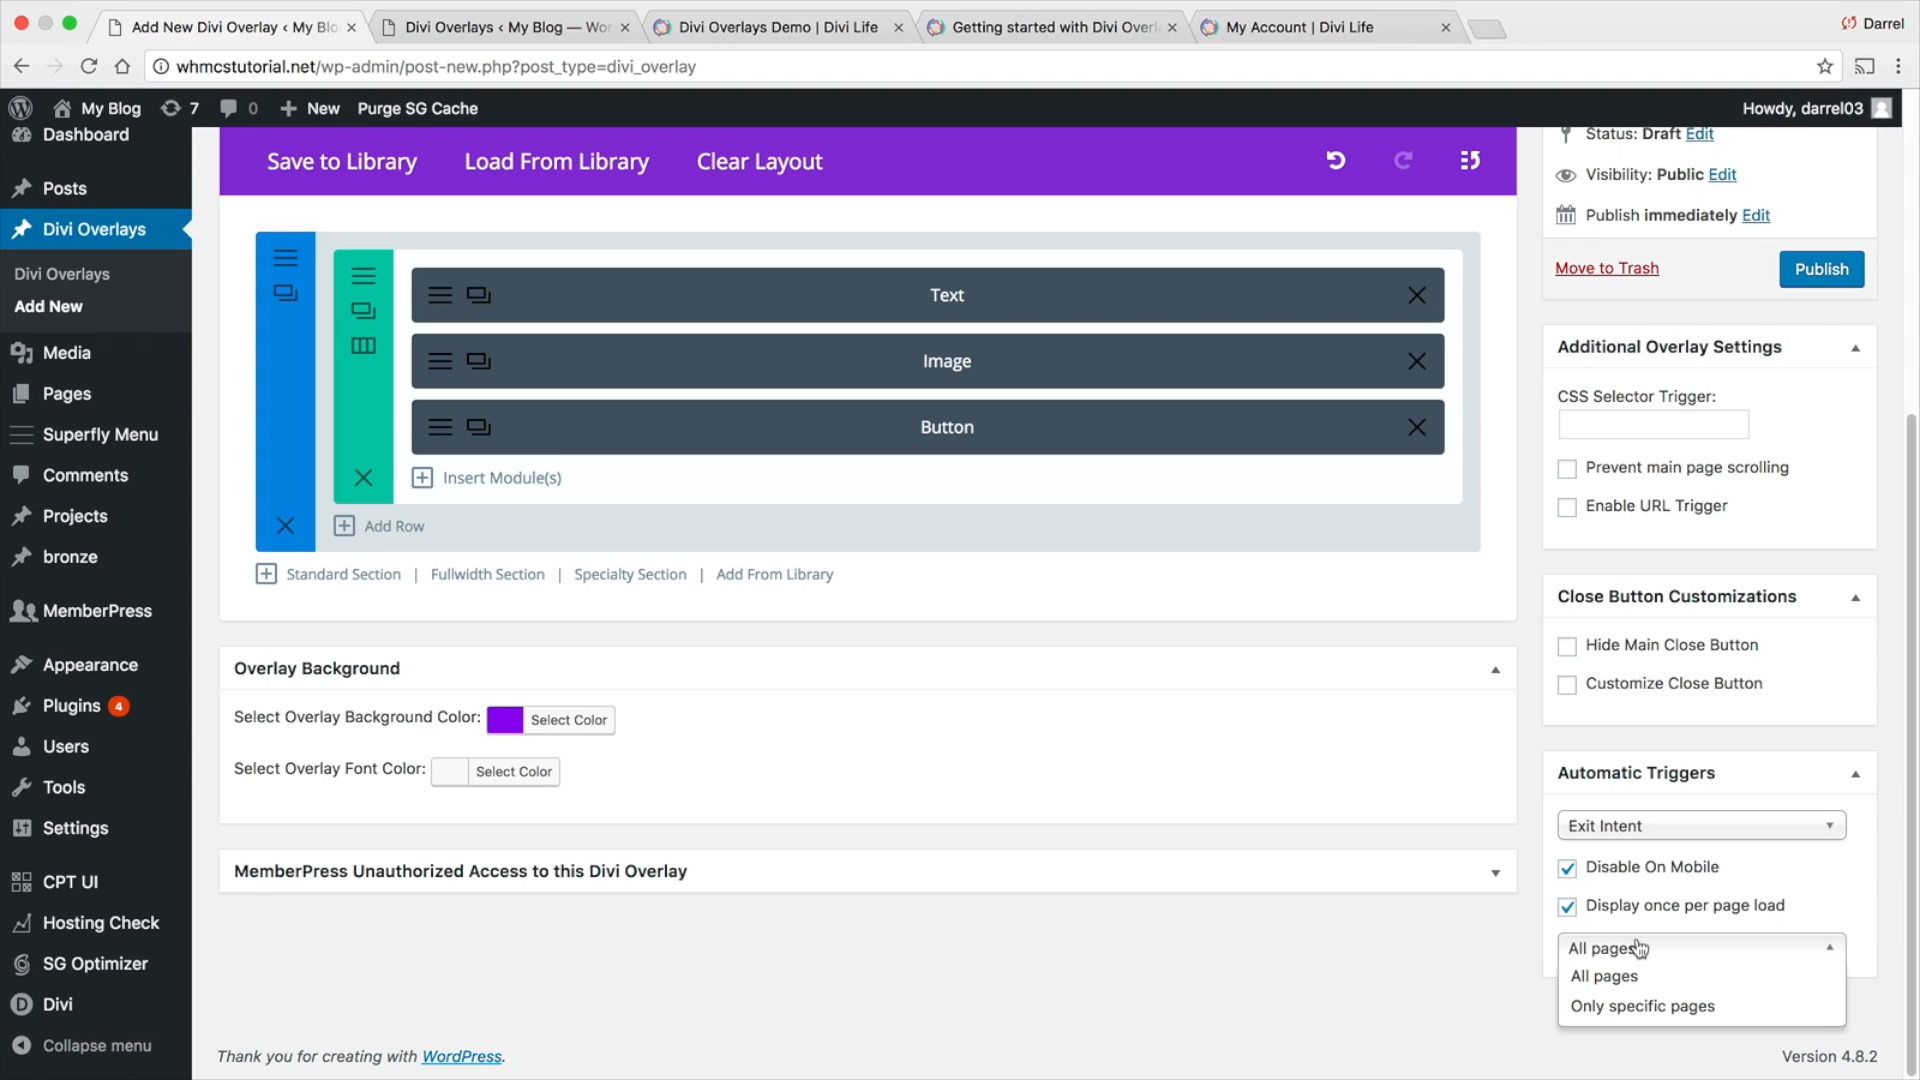 Add New Divi Overlay ‹ My Blo
Divi Overlays ‹ My Blog — Wor
Divi Overlays Demo | Divi Life
Getting started with Divi Overl
My Account | Divi Life
Darrel
whmcstutorial.net/wp-admin/post-new.php?post_type=divi_overlay
My Blog
7
0
New
Purge SG Cache
Howdy, darrel03
Dashboard
Posts
Divi Overlays
Divi Overlays
Add New
Media
Pages
Superfly Menu
Comments
Projects
bronze
MemberPress
Appearance
Plugins 4
Users
Tools
Settings
CPT UI
Hosting Check
SG Optimizer
Divi
Collapse menu
Save to Library
Load From Library
Clear Layout
Text
Image
Button
Insert Module(s)
Add Row
Standard Section | Fullwidth Section | Specialty Section | Add From Library
Overlay Background
Select Overlay Background Color: Select Color
Select Overlay Font Color: Select Color
MemberPress Unauthorized Access to this Divi Overlay
Status: Draft Edit
Visibility: Public Edit
Publish immediately Edit
Move to Trash
Publish
Additional Overlay Settings
CSS Selector Trigger:
Prevent main page scrolling
Enable URL Trigger
Close Button Customizations
Hide Main Close Button
Customize Close Button
Automatic Triggers
Exit Intent
Disable On Mobile
Display once per page load
All pages
All pages
Only specific pages
Thank you for creating with WordPress.
Version 4.8.2